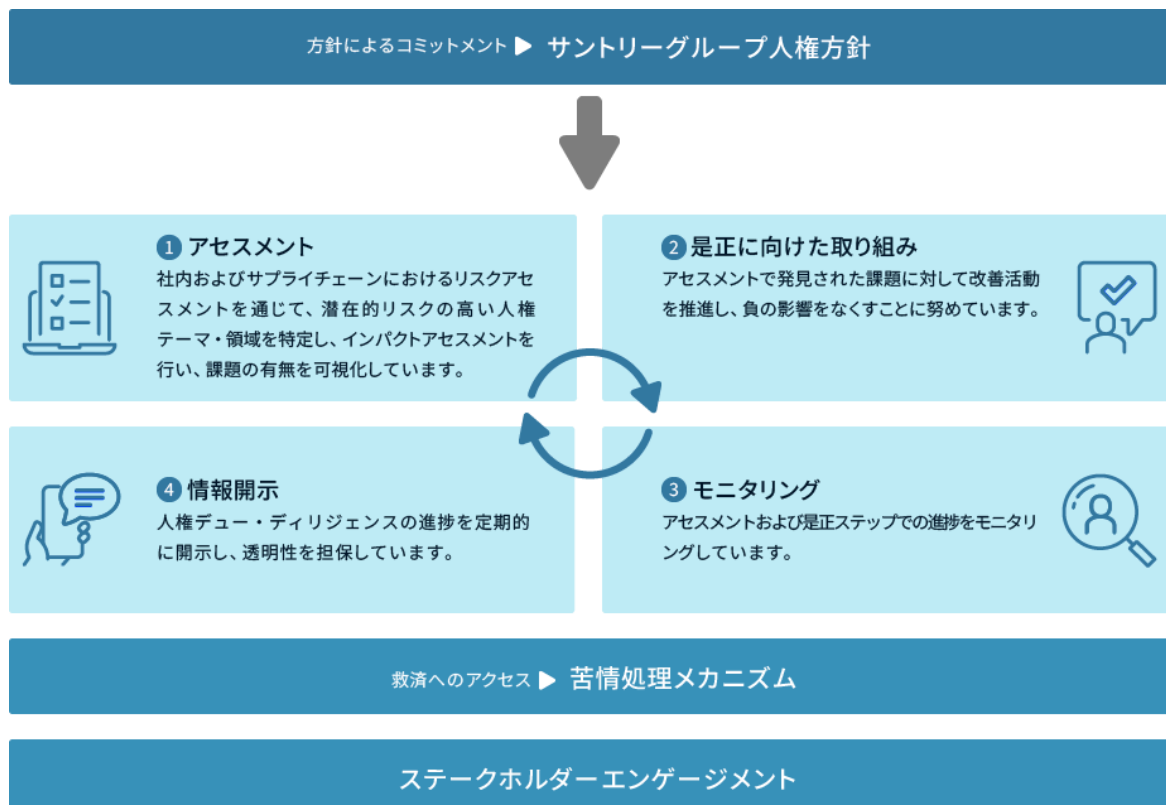 方針によるコミットメント ▶ サントリーグループ人権方針
1 アセスメント
社内およびサプライチェーンにおけるリスクアセ
スメントを通じて、潜在的リスクの高い人権
テーマ・領域を特定し、インパクトアセスメントを
行い、課題の有無を可視化しています。
2 是正に向けた取り組み
アセスメントで発見された課題に対して改善活動
を推進し、負の影響をなくすことに努めています。
3 モニタリング
アセスメントおよび是正ステップでの進捗をモニタリ
ングしています。
4 情報開示
人権デュー・ディリジェンスの進捗を定期的
に開示し、透明性を担保しています。
救済へのアクセス ▶ 苦情処理メカニズム
ステークホルダーエンゲージメント